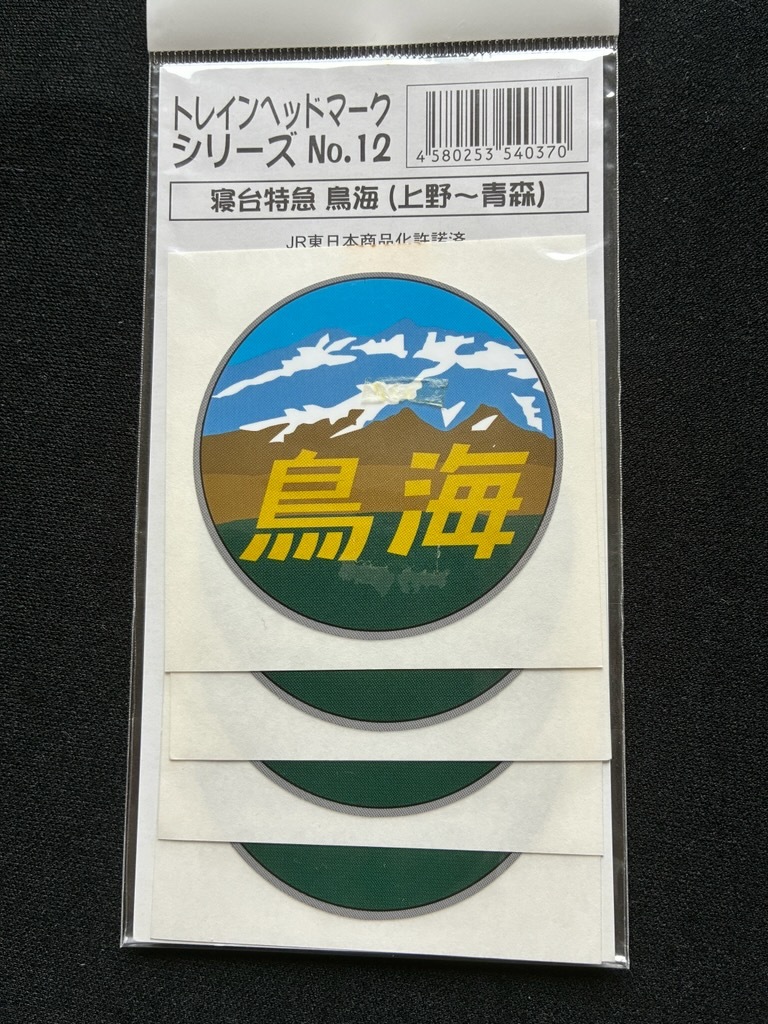 トレインヘッドマーク
シリーズ No.12
4 580253 540370
寝台特急 鳥海 (上野～青森)
JR東日本商品化許諾済
鳥海